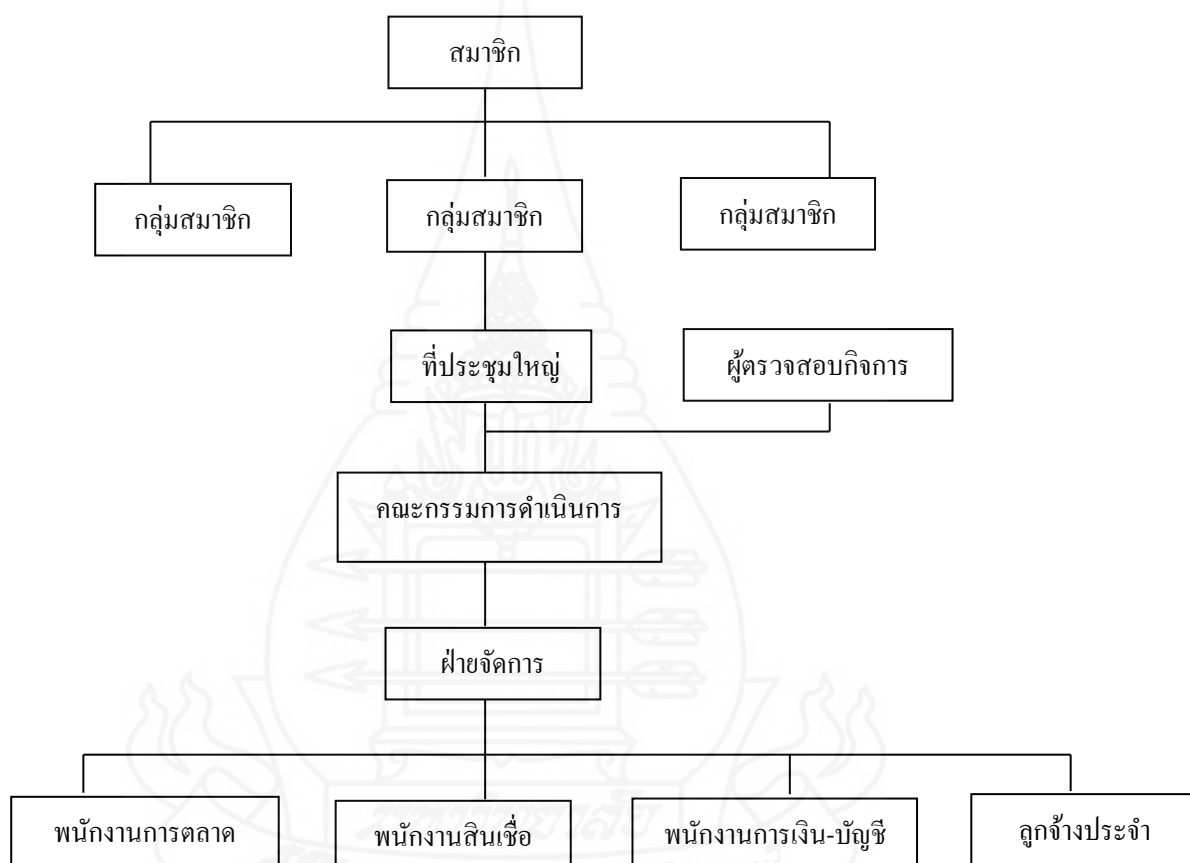 สมาชิก
กลุ่มสมาชิก
กลุ่มสมาชิก
กลุ่มสมาชิก
ที่ประชุมใหญ่
ผู้ตรวจสอบกิจการ
คณะกรรมการดำเนินการ
ฝ่ายจัดการ
พนักงานการตลาด
พนักงานสินเชื่อ
พนักงานการเงิน-บัญชี
ลูกจ้างประจำ